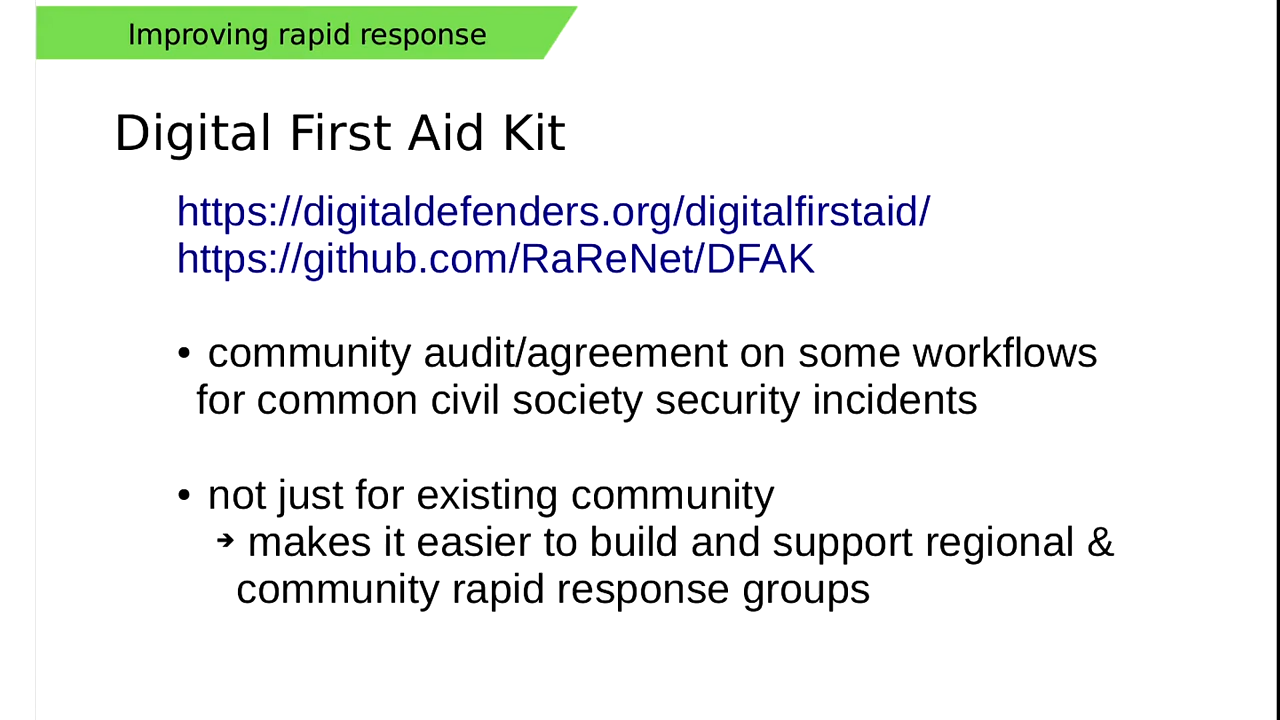 Improving rapid response
Digital First Aid Kit
https://digitaldefenders.org/digitalfirstaid/
https://github.com/RaReNet/DFAK
• community audit/agreement on some workflows
for common civil society security incidents
• not just for existing community
➔ makes it easier to build and support regional &
community rapid response groups